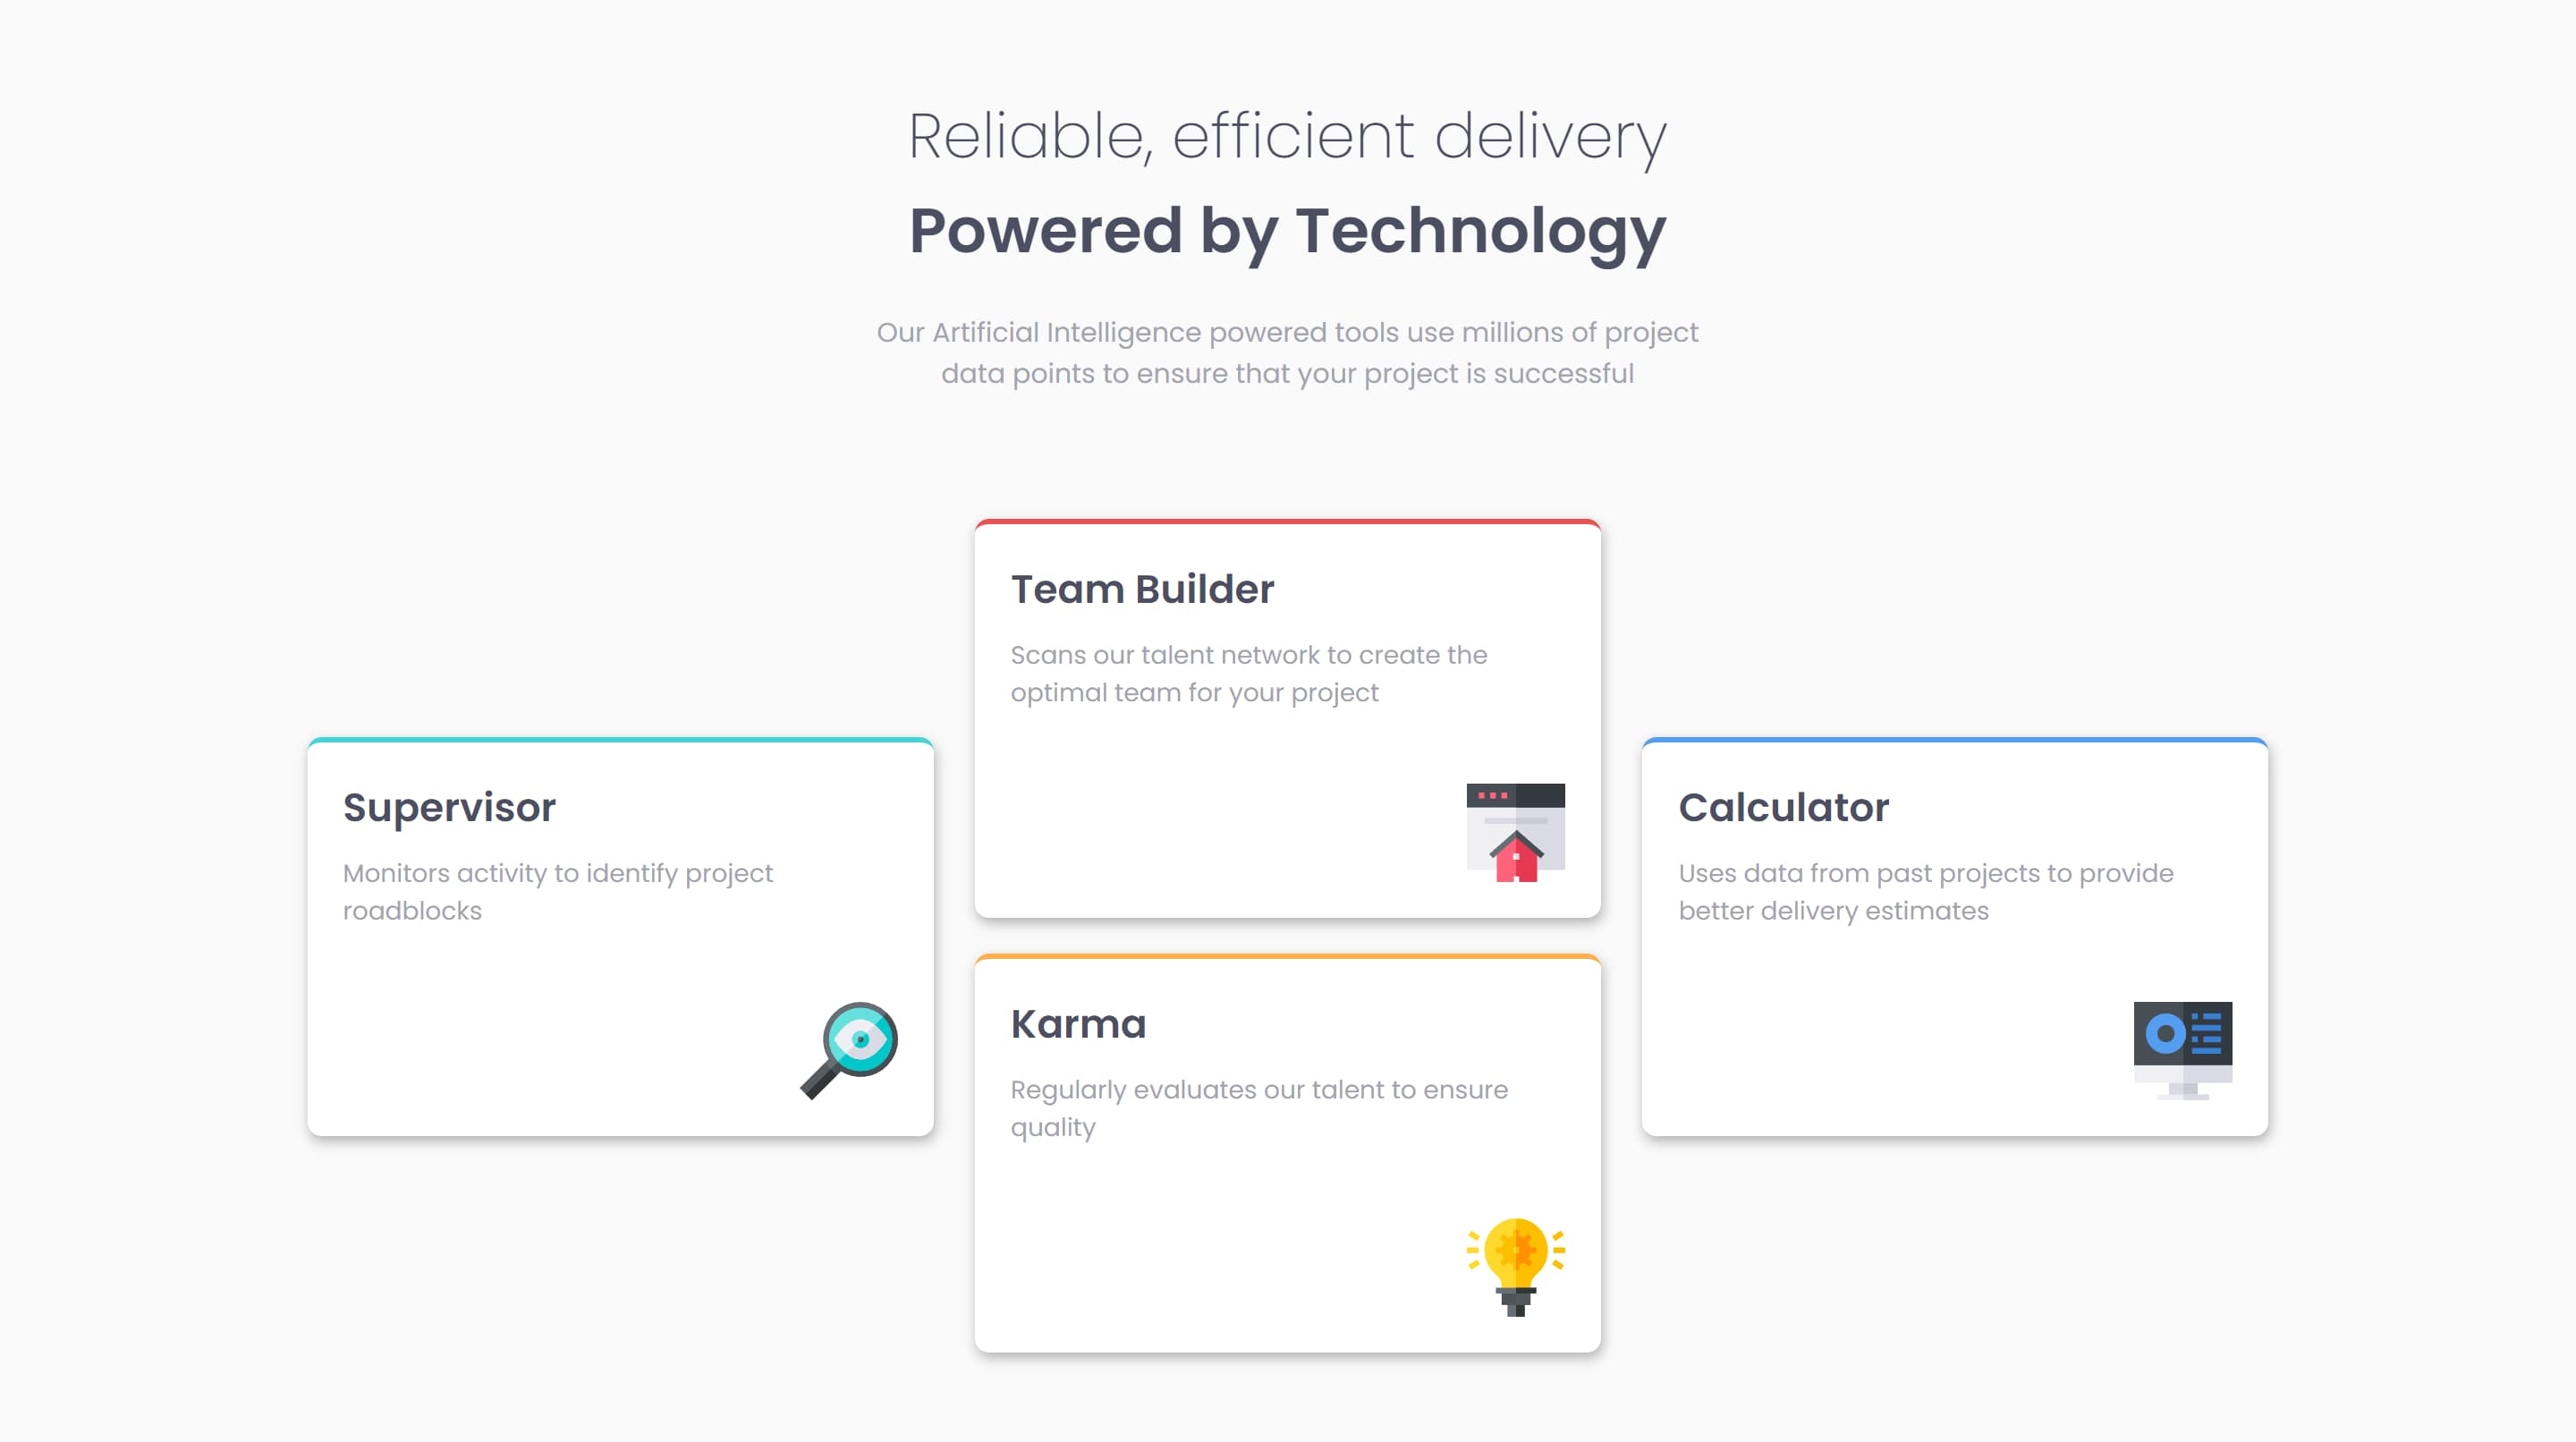 Reliable, efficient delivery
Powered by Technology
Our Artificial Intelligence powered tools use millions of project
data points to ensure that your project is successful
Supervisor
Monitors activity to identify project
roadblocks
Team Builder
Scans our talent network to create the
optimal team for your project
Karma
Regularly evaluates our talent to ensure
quality
Calculator
Uses data from past projects to provide
better delivery estimates